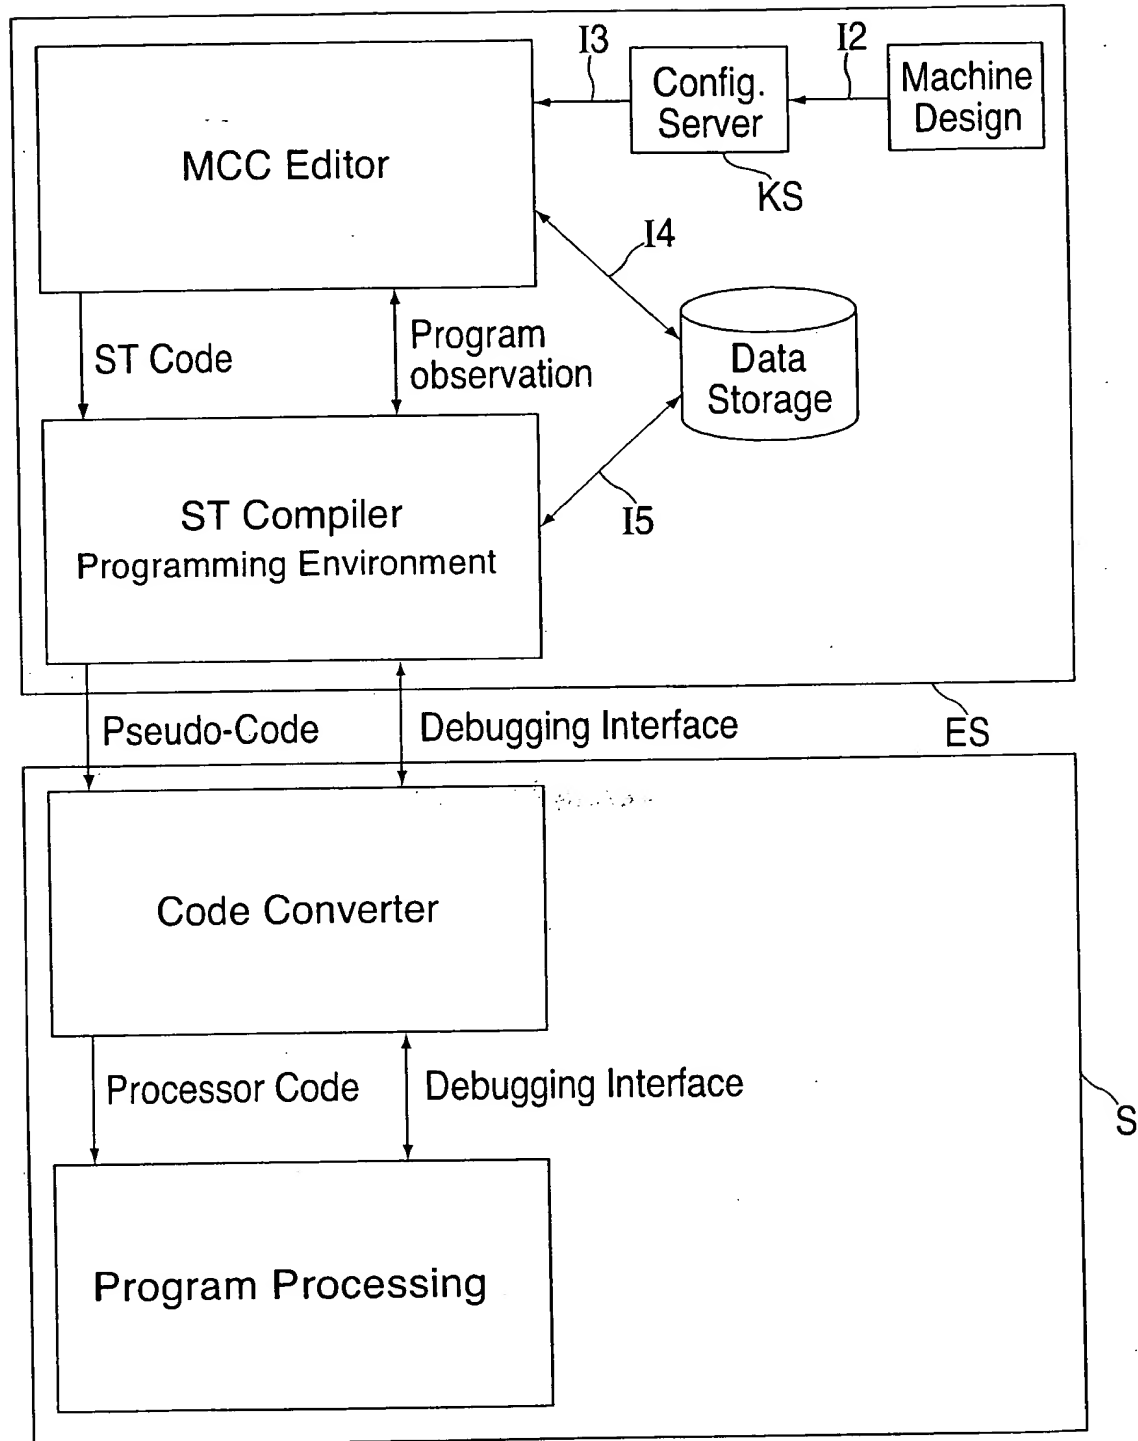 I3
I2
Config.
Server
Machine
Design
MCC Editor
KS
I4
ST Code
Program
observation
Data
Storage
ST Compiler
Programming Environment
I5
Pseudo-Code
Debugging Interface
ES
Code Converter
Processor Code
Debugging Interface
S
Program Processing